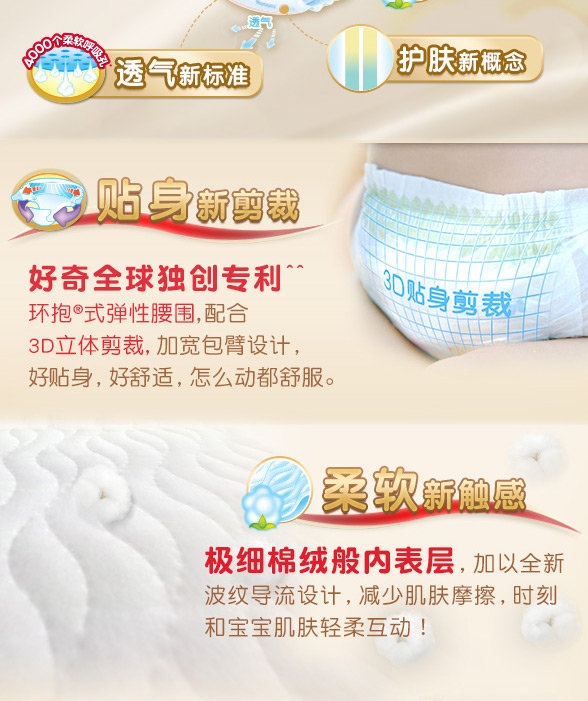 透气
4000个柔软呼吸孔
透气新标准
护肤新概念
贴身新剪裁
好奇全球独创专利^^
环抱®式弹性腰围,配合
3D立体剪裁,加宽包臂设计,
好贴身,好舒适,怎么动都舒服。
3D贴身剪裁
柔软新触感
极细棉绒般内表层,加以全新
波纹导流设计,减少肌肤摩擦,时刻
和宝宝肌肤轻柔互动!